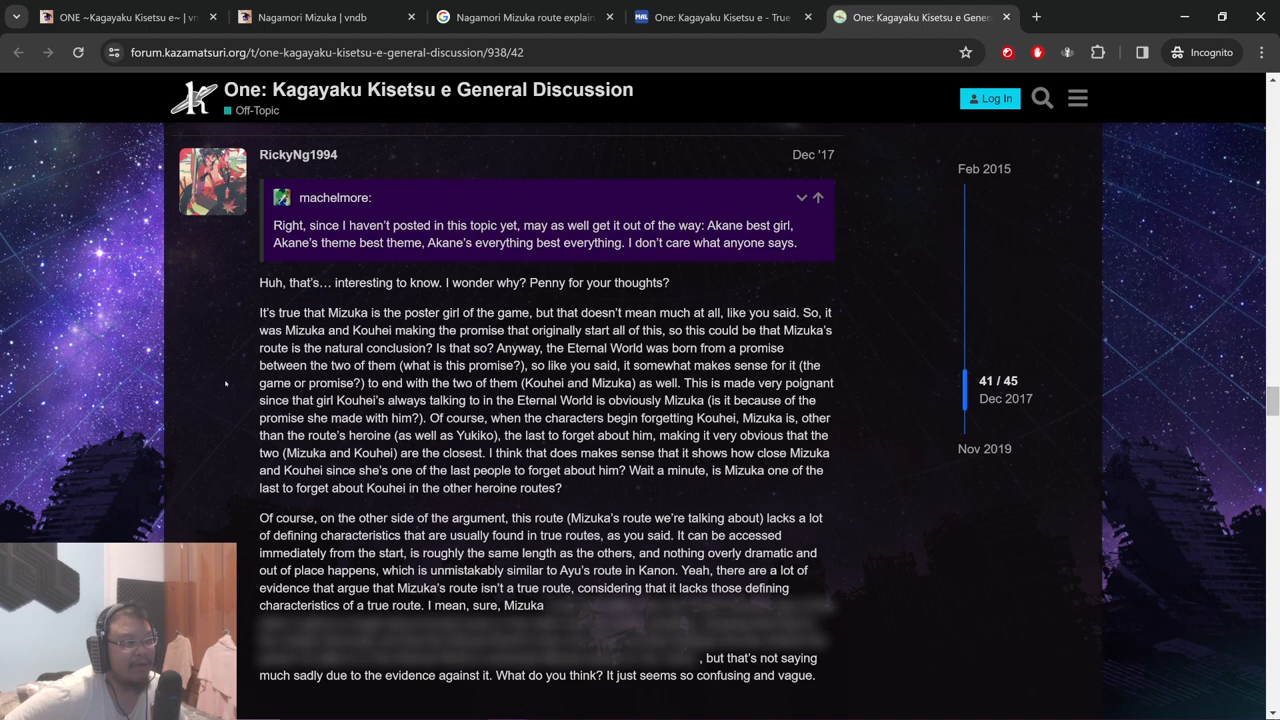 ONE ~Kagayaku Kisetsu e~ | vn
Nagamori Mizuka | vndb
Nagamori Mizuka route explain
MAL
One: Kagayaku Kisetsu e - True
One: Kagayaku Kisetsu e Gener
forum.kazamatsuri.org/t/one-kagayaku-kisetsu-e-general-discussion/938/42
Incognito
One: Kagayaku Kisetsu e General Discussion
Off-Topic
Log In
RickyNg1994
Dec '17
machelmore:
Right, since I haven't posted in this topic yet, may as well get it out of the way: Akane best girl,
Akane's theme best theme, Akane's everything best everything. I don't care what anyone says.
Huh, that's… interesting to know. I wonder why? Penny for your thoughts?
It's true that Mizuka is the poster girl of the game, but that doesn't mean much at all, like you said. So, it
was Mizuka and Kouhei making the promise that originally start all of this, so this could be that Mizuka's
route is the natural conclusion? Is that so? Anyway, the Eternal World was born from a promise
between the two of them (what is this promise?), so like you said, it somewhat makes sense for it (the
game or promise?) to end with the two of them (Kouhei and Mizuka) as well. This is made very poignant
since that girl Kouhei's always talking to in the Eternal World is obviously Mizuka (is it because of the
promise she made with him?). Of course, when the characters begin forgetting Kouhei, Mizuka is, other
than the route's heroine (as well as Yukiko), the last to forget about him, making it very obvious that the
two (Mizuka and Kouhei) are the closest. I think that does makes sense that it shows how close Mizuka
and Kouhei since she's one of the last people to forget about him? Wait a minute, is Mizuka one of the
last to forget about Kouhei in the other heroine routes?
Of course, on the other side of the argument, this route (Mizuka's route we're talking about) lacks a lot
of defining characteristics that are usually found in true routes, as you said. It can be accessed
immediately from the start, is roughly the same length as the others, and nothing overly dramatic and
out of place happens, which is unmistakably similar to Ayu's route in Kanon. Yeah, there are a lot of
evidence that argue that Mizuka's route isn't a true route, considering that it lacks those defining
characteristics of a true route. I mean, sure, Mizuka
, but that's not saying
much sadly due to the evidence against it. What do you think? It just seems so confusing and vague.
Feb 2015
41 / 45
Dec 2017
Nov 2019